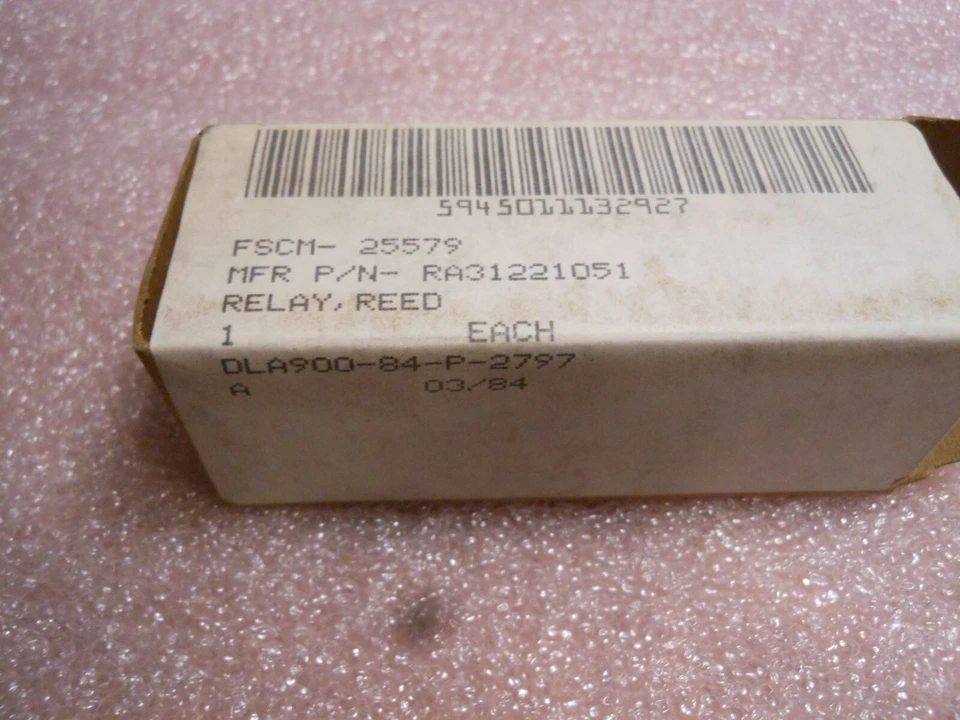 5945011132927
FSCM- 25579
MFR P/N- RA31221051
RELAY, REED
1 EACH
DLA900-84-P-2797
A 03/84